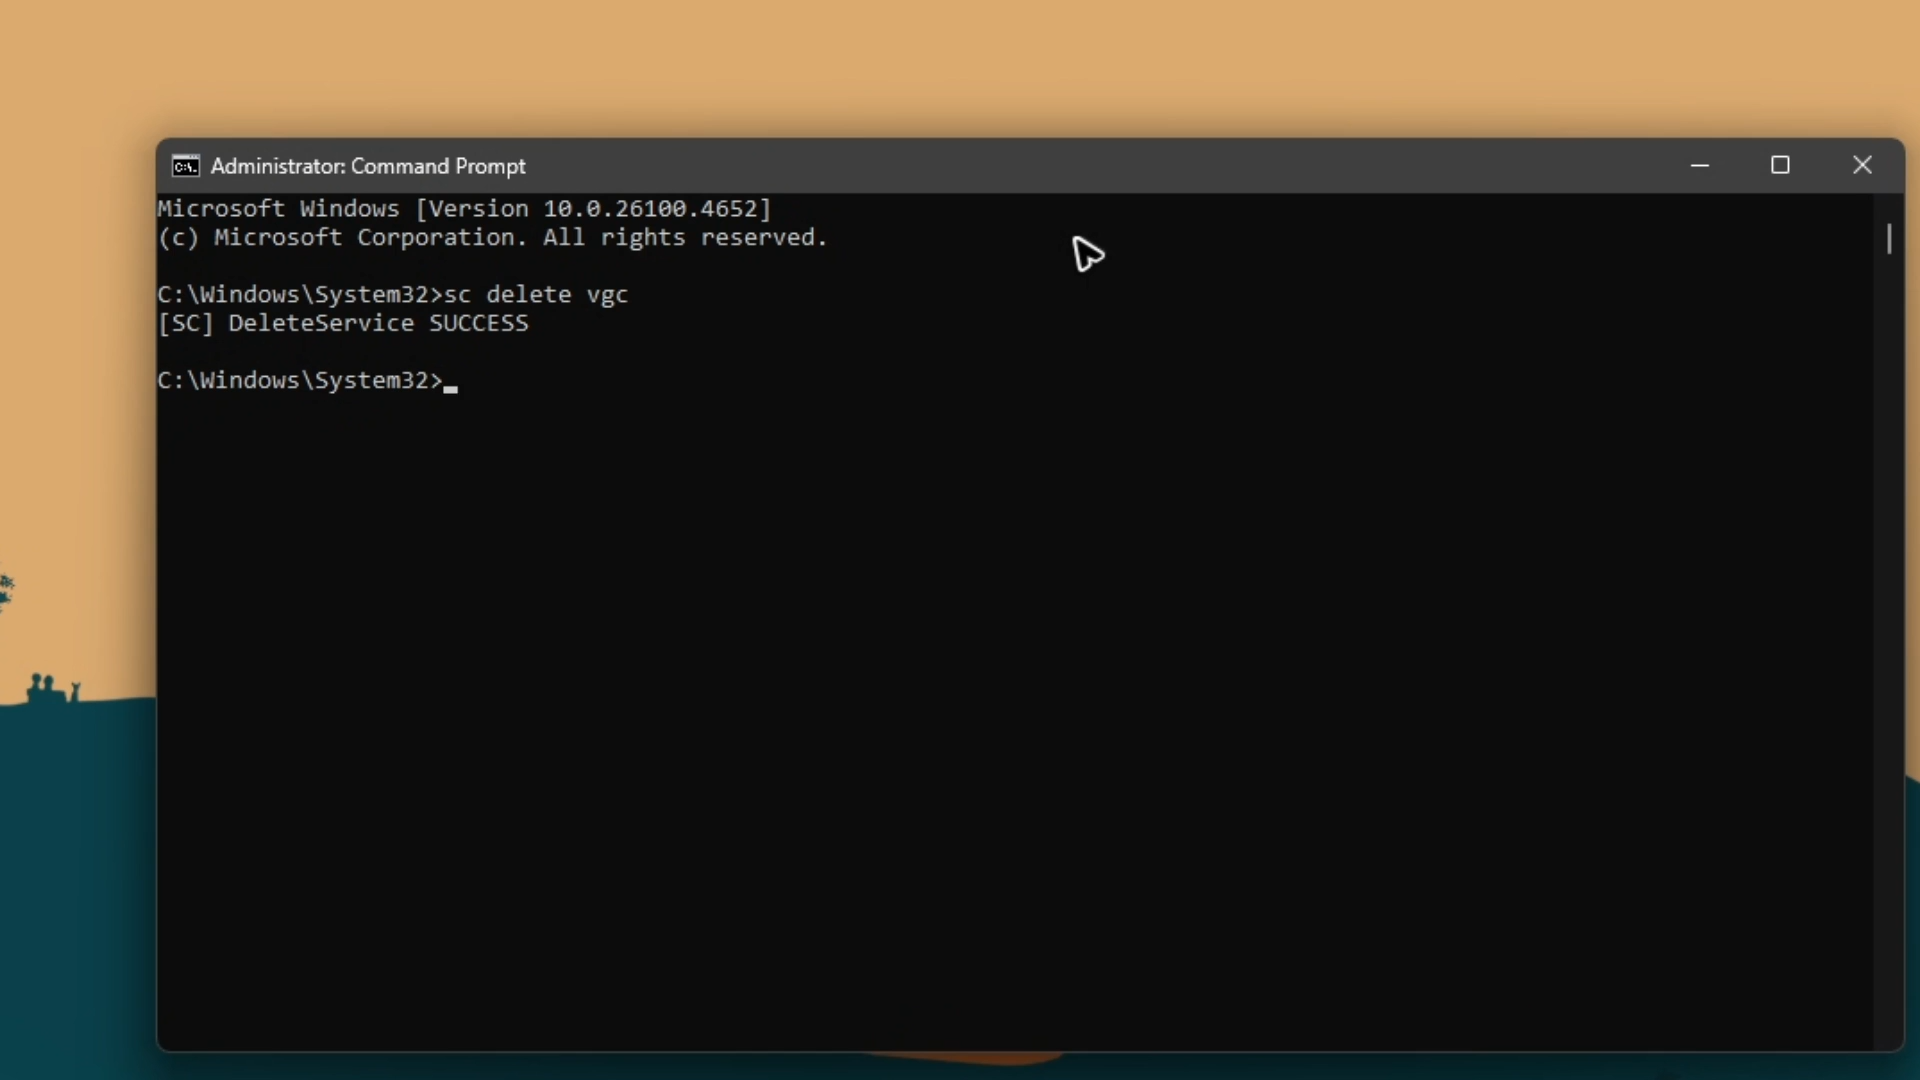 Administrator: Command Prompt
Microsoft Windows [Version 10.0.26100.4652]
(c) Microsoft Corporation. All rights reserved.
C:\Windows\System32>sc delete vgc
[SC] DeleteService SUCCESS
C:\Windows\System32>